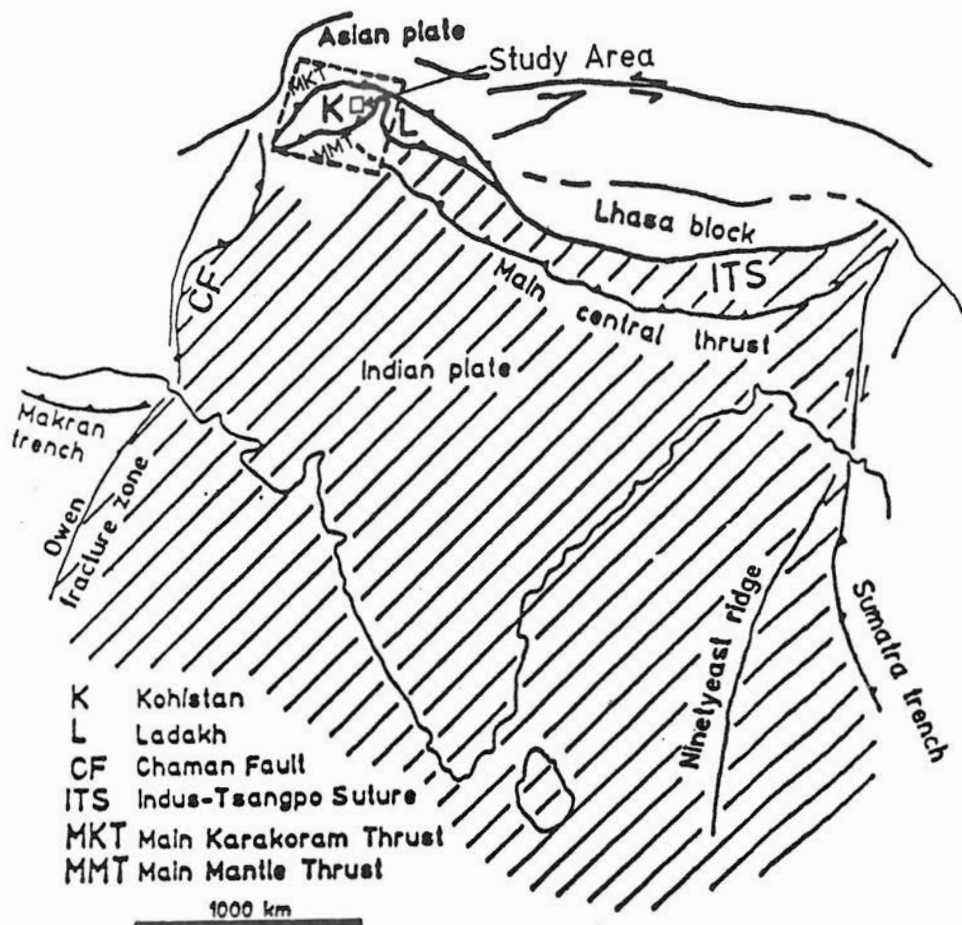 Asian plate
Study Area
MKT
K
L
MMT
Lhasa block
ITS
CF
Main central thrust
Indian plate
Makran
trench
Owen
fracture zone
Ninetyeast ridge
Sumatra trench
K Kohistan
L Ladakh
CF Chaman Fault
ITS Indus-Tsangpo Suture
MKT Main Karakoram Thrust
MMT Main Mantle Thrust
1000 km